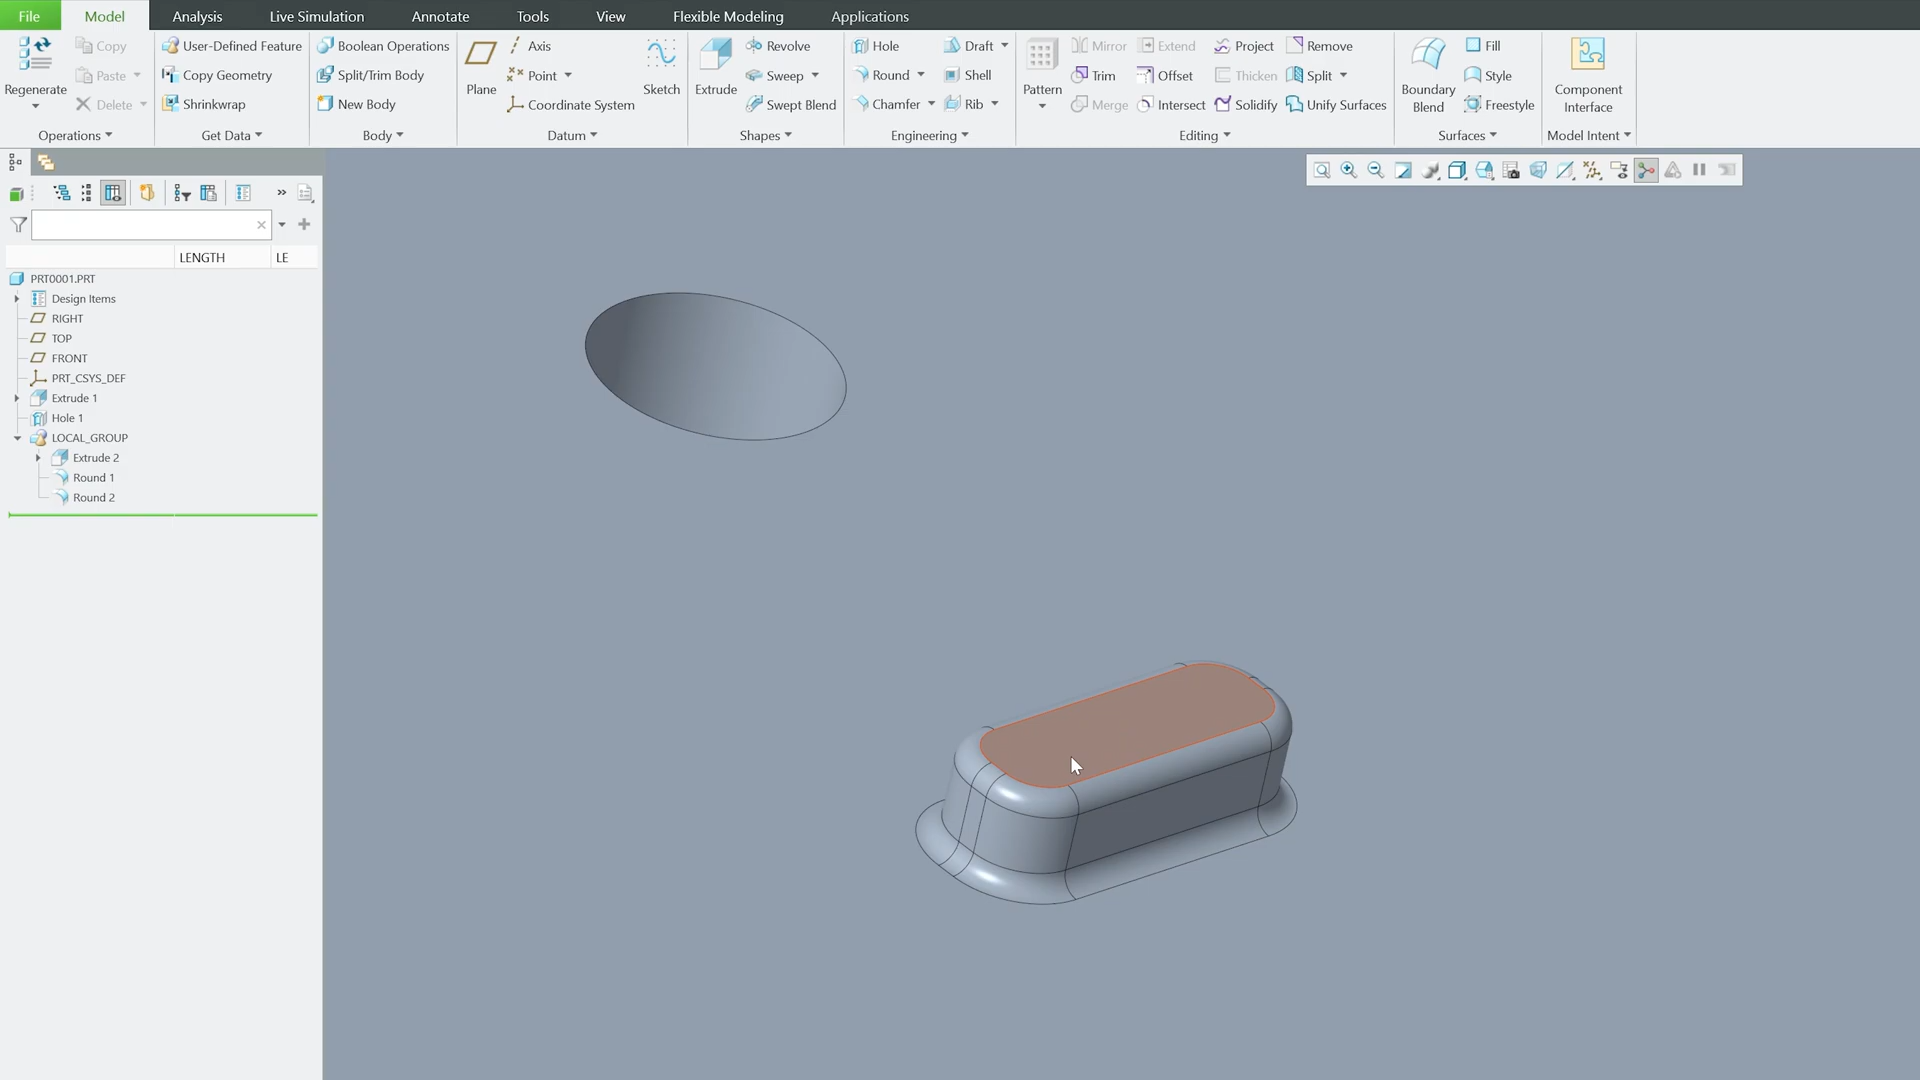 File Model Analysis Live Simulation Annotate Tools View Flexible Modeling Applications
Regenerate
Copy
Paste
Delete
Operations
User-Defined Feature
Copy Geometry
Shrinkwrap
Get Data
Boolean Operations
Split/Trim Body
New Body
Body
Plane
Axis
Point
Coordinate System
Sketch
Datum
Extrude
Revolve
Sweep
Swept Blend
Shapes
Hole
Round
Chamfer
Draft
Shell
Rib
Engineering
Pattern
Mirror
Trim
Merge
Extend
Offset
Intersect
Project
Thicken
Solidify
Remove
Split
Unify Surfaces
Editing
Boundary
Blend
Fill
Style
Freestyle
Surfaces
Component
Interface
Model Intent
LENGTH LE
PRT0001.PRT
Design Items
RIGHT
TOP
FRONT
PRT_CSYS_DEF
Extrude 1
Hole 1
LOCAL_GROUP
Extrude 2
Round 1
Round 2